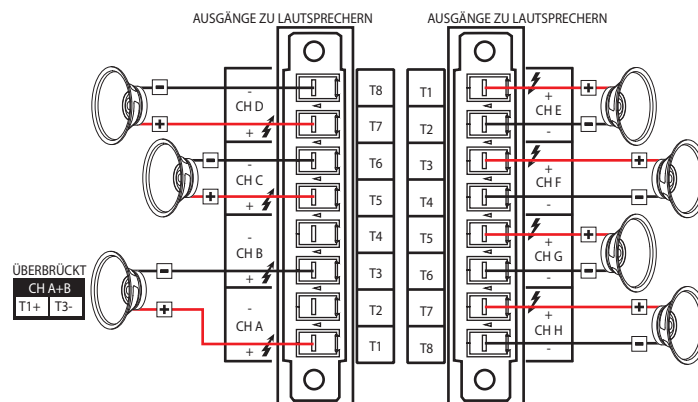 AUSGÄNGE ZU LAUTSPRECHERN
AUSGÄNGE ZU LAUTSPRECHERN
- T8 T1 +
CH D CH E
+ T7 T2 -
- T6 T3 +
CH C CH F
+ T5 T4 -
- T4 T5 +
CH B CH G
+ T3 T6 -
- T2 T7 +
CH A CH H
+ T1 T8 -
ÜBERBRÜCKT
CH A+B
T1+ T3-